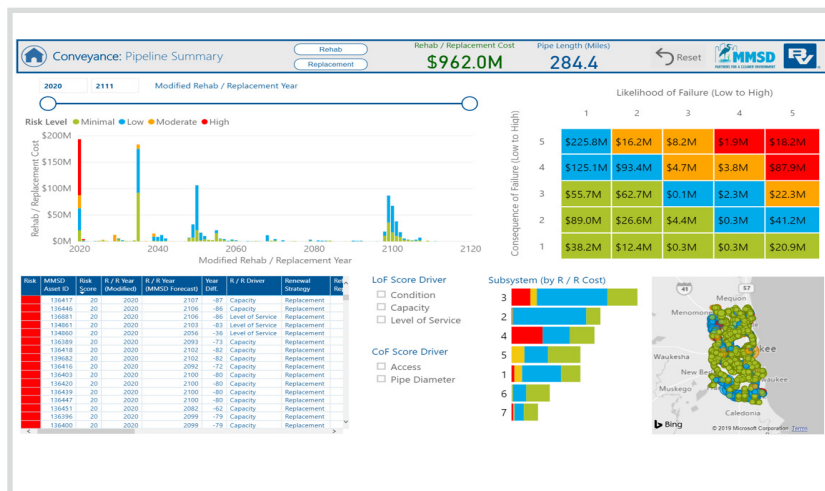 Conveyance: Pipeline Summary
Rehab
Replacement
Rehab / Replacement Cost
$962.0M
Pipe Length (Miles)
284.4
Reset
MMSD
PARTNERS FOR A CLEANER ENVIRONMENT
BV
2020 2111 Modified Rehab / Replacement Year
Risk Level Minimal Low Moderate High
Rehab / Replacement Cost
$200M
$150M
$100M
$50M
$0M
2020 2040 2060 2080 2100 2120
Modified Rehab / Replacement Year
Likelihood of Failure (Low to High)
Consequence of Failure (Low to High)
1 2 3 4 5
5 $225.8M $16.2M $8.2M $1.9M $18.2M
4 $125.1M $93.4M $4.7M $3.8M $87.9M
3 $55.7M $62.7M $0.1M $2.3M $22.3M
2 $89.0M $26.6M $4.4M $0.3M $41.2M
1 $38.2M $12.4M $0.3M $0.3M $20.9M
Risk MMSD Risk R / R Year R / R Year Year R / R Driver Renewal
Asset ID Score (Modified) (MMSD Forecast) Diff. Strategy
136417 20 2020 2107 -87 Capacity Replacement
136446 20 2020 2106 -86 Capacity Replacement
136881 20 2020 2106 -86 Level of Service Replacement
134861 20 2020 2103 -83 Level of Service Replacement
134860 20 2020 2056 -36 Level of Service Replacement
136389 20 2020 2093 -73 Capacity Replacement
136418 20 2020 2102 -82 Capacity Replacement
139682 20 2020 2102 -82 Capacity Replacement
136416 20 2020 2092 -72 Capacity Replacement
136403 20 2020 2100 -80 Capacity Replacement
136420 20 2020 2100 -80 Capacity Replacement
136439 20 2020 2100 -80 Capacity Replacement
136447 20 2020 2100 -80 Capacity Replacement
136451 20 2020 2082 -62 Capacity Replacement
136396 20 2020 2099 -79 Capacity Replacement
136400 20 2020 2099 -79 Capacity Replacement
LoF Score Driver
Condition
Capacity
Level of Service
CoF Score Driver
Access
Pipe Diameter
Subsystem (by R / R Cost)
3
2
4
5
1
6
7
41
57
Mequon
Waukesha
Muskego
Caledonia
Bing
© 2019 Microsoft Corporation Terms